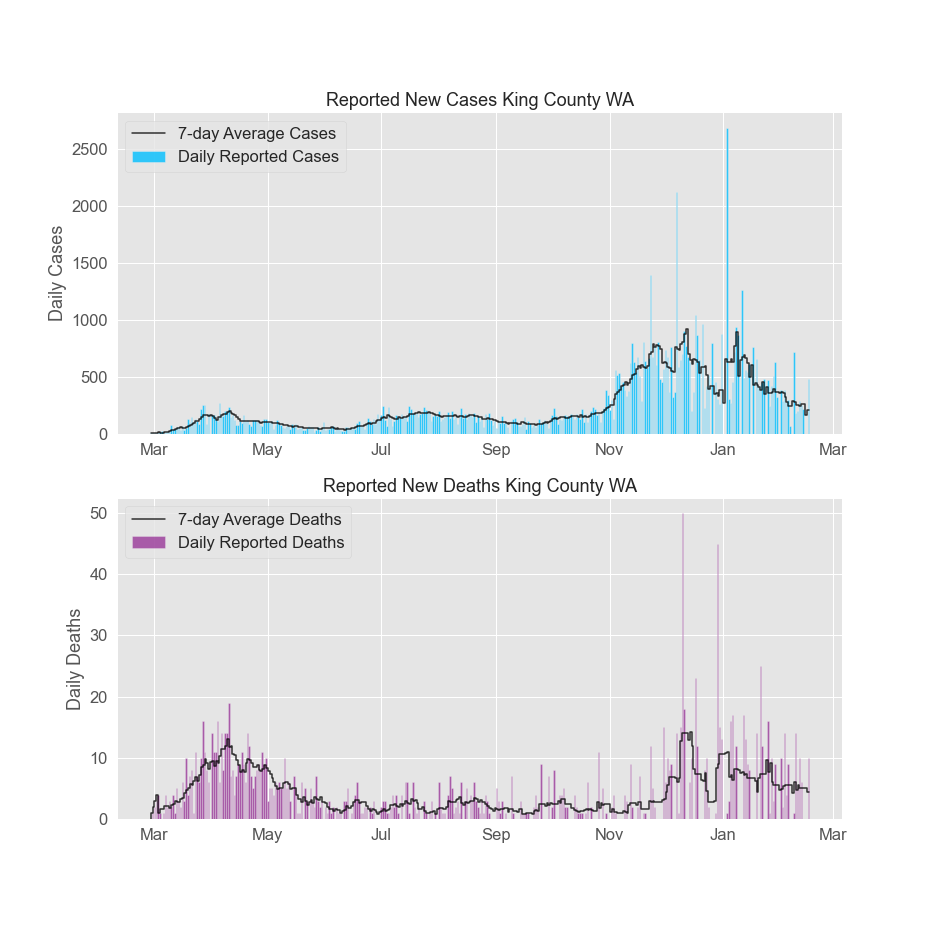 Reported New Cases King County WA
7-day Average Cases
Daily Reported Cases
Daily Cases
2500
2000
1500
1000
500
0
Mar May Jul Sep Nov Jan Mar
Reported New Deaths King County WA
7-day Average Deaths
Daily Reported Deaths
Daily Deaths
50
40
30
20
10
0
Mar May Jul Sep Nov Jan Mar